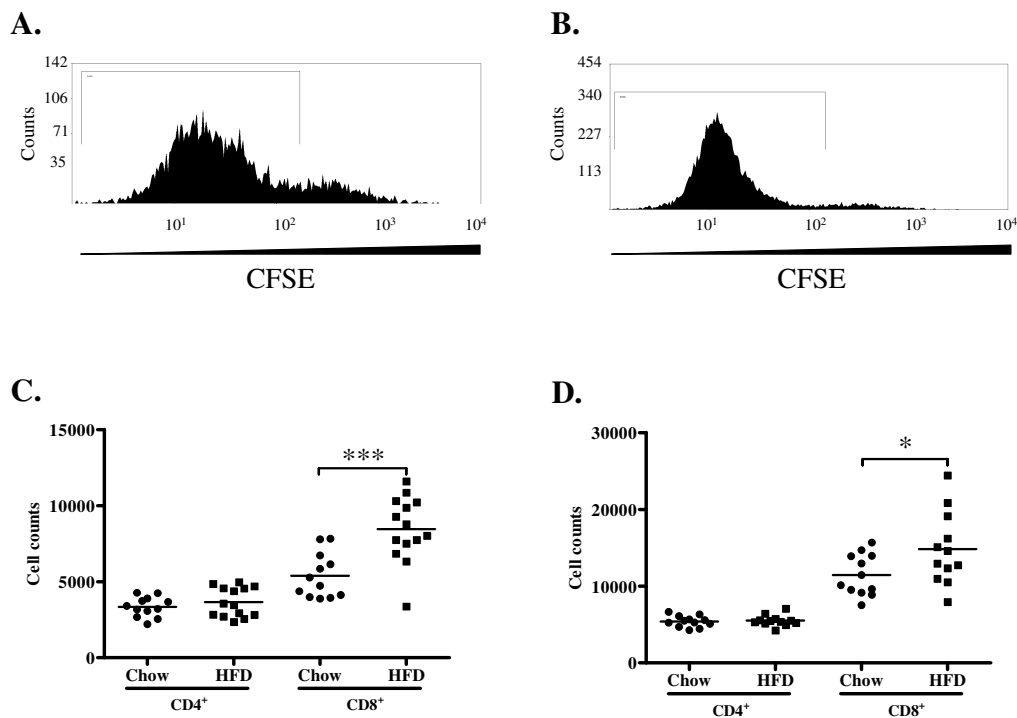 A.
B.
142
106
71
35
Counts
10¹
10²
10³
10⁴
CFSE
454
340
227
113
Counts
10¹
10²
10³
10⁴
CFSE
C.
D.
15000
10000
5000
0
Cell counts
***
Chow
HFD
Chow
HFD
CD4⁺
CD8⁺
30000
20000
10000
0
Cell counts
*
Chow
HFD
Chow
HFD
CD4⁺
CD8⁺